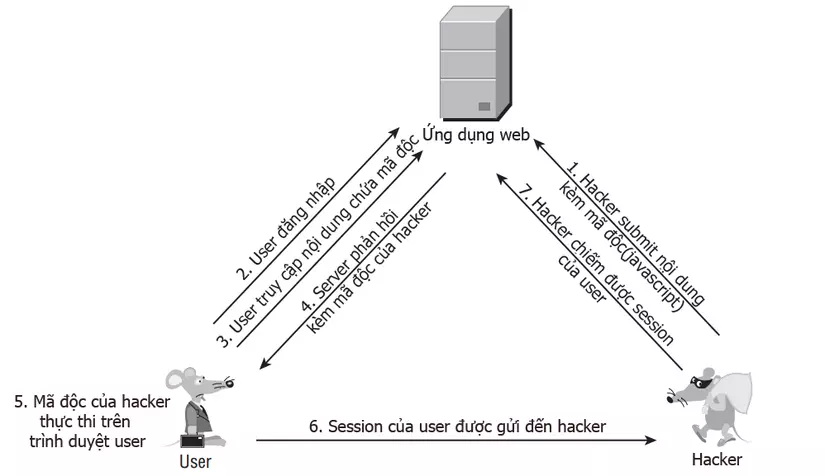 Ứng dụng web
1. Hacker submit nội dung
kèm mã độc(javascript)
2. User đăng nhập
3. User truy cập nội dung chứa mã độc
4. Server phản hồi
kèm mã độc của hacker
5. Mã độc của hacker
thực thi trên
trình duyệt user
6. Session của user được gửi đến hacker
7. Hacker chiếm được session
của user
User
Hacker